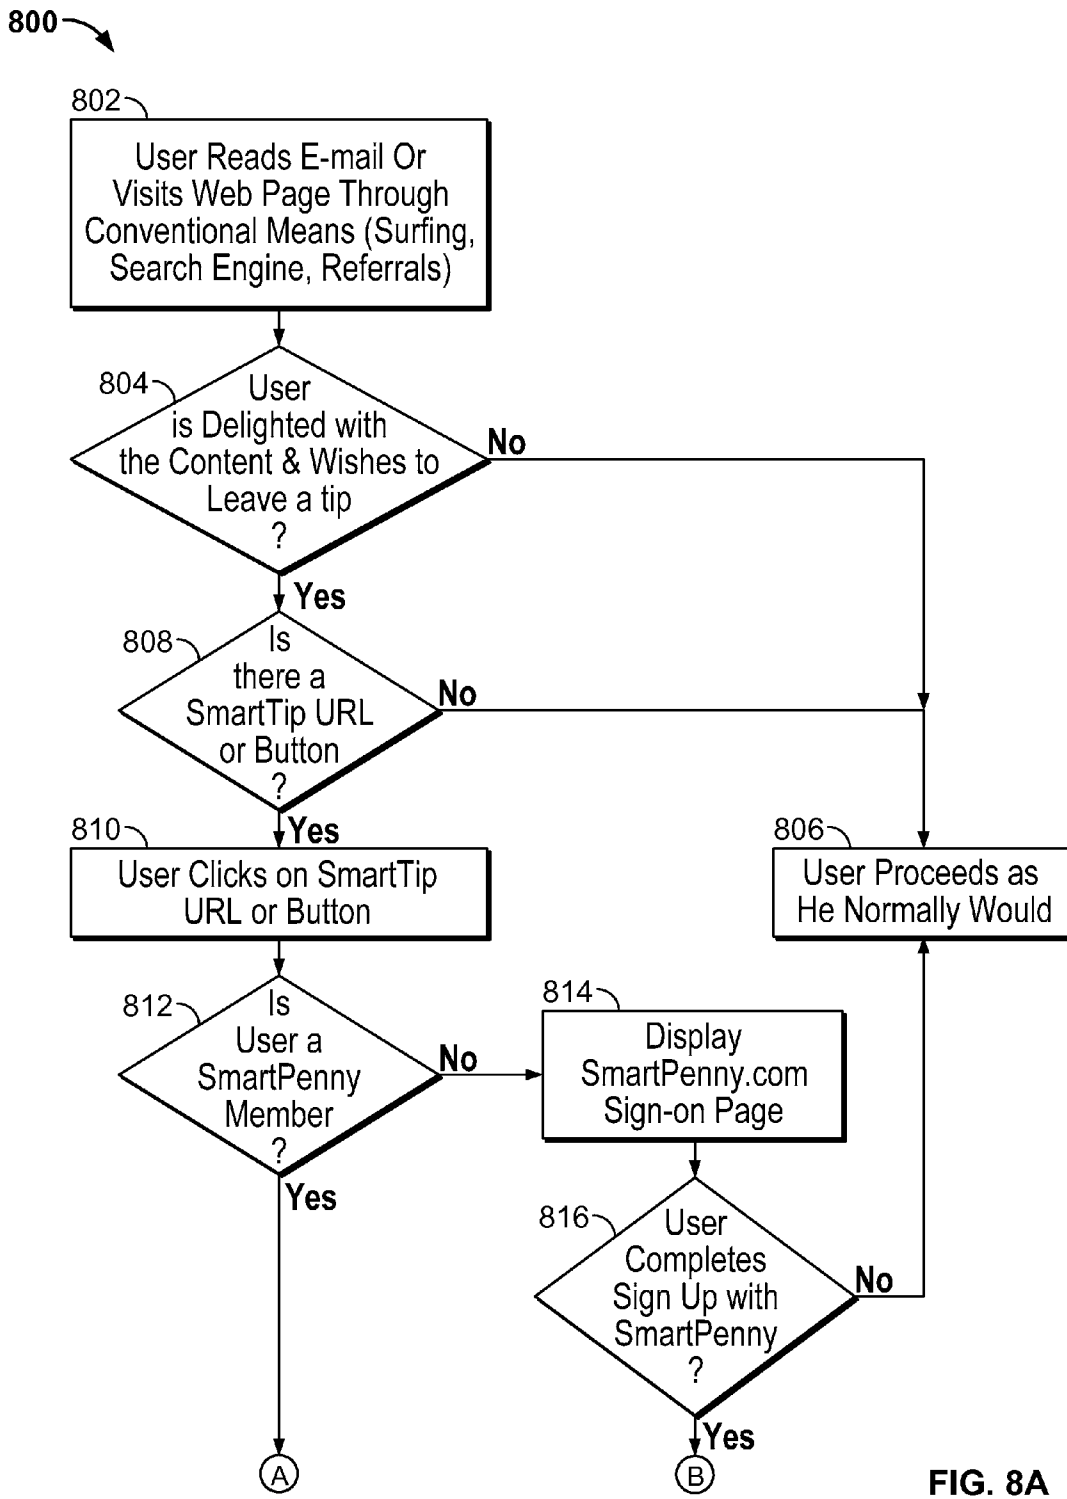 800
802
User Reads E-mail Or
Visits Web Page Through
Conventional Means (Surfing,
Search Engine, Referrals)
804
User
is Delighted with
the Content & Wishes to
Leave a tip
?
No
Yes
808
Is
there a
SmartTip URL
or Button
?
No
Yes
810
User Clicks on SmartTip
URL or Button
806
User Proceeds as
He Normally Would
812
Is
User a
SmartPenny
Member
?
No
Yes
814
Display
SmartPenny.com
Sign-on Page
816
User
Completes
Sign Up with
SmartPenny
?
No
Yes
A
B
FIG. 8A